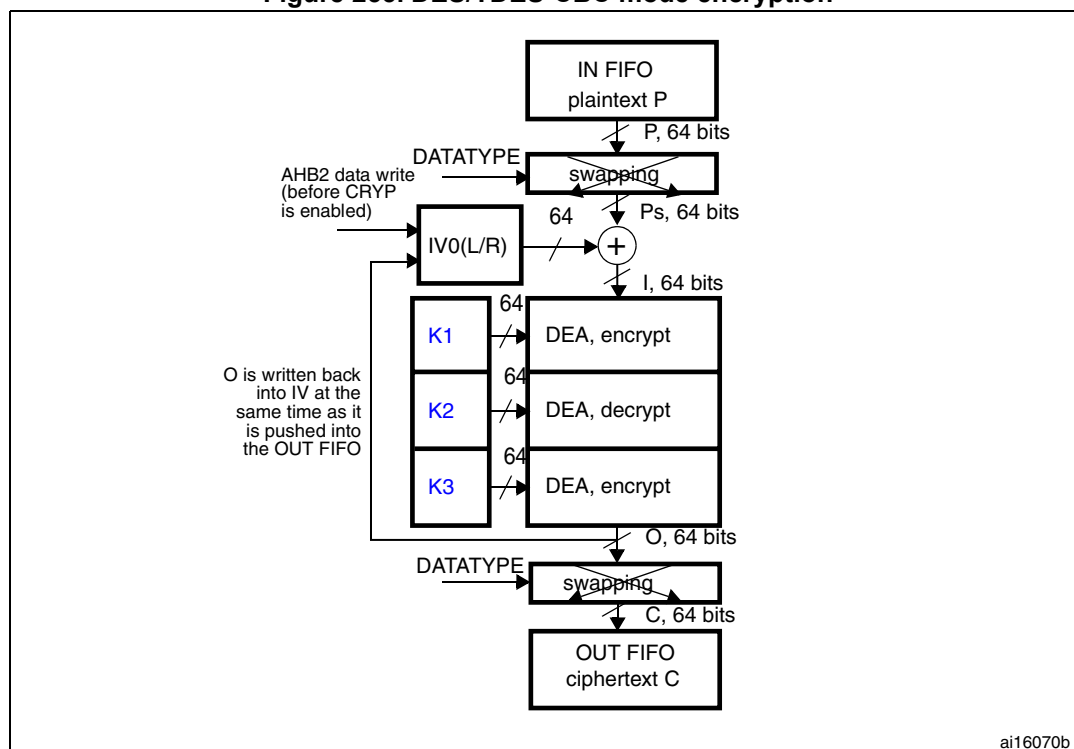 IN FIFO
plaintext P
P, 64 bits
DATATYPE
swapping
AHB2 data write
(before CRYP
is enabled)
Ps, 64 bits
64
IV0(L/R)
+
I, 64 bits
64
K1
DEA, encrypt
64
K2
DEA, decrypt
O is written back
into IV at the
same time as it
is pushed into
the OUT FIFO
64
K3
DEA, encrypt
O, 64 bits
DATATYPE
swapping
C, 64 bits
OUT FIFO
ciphertext C
ai16070b